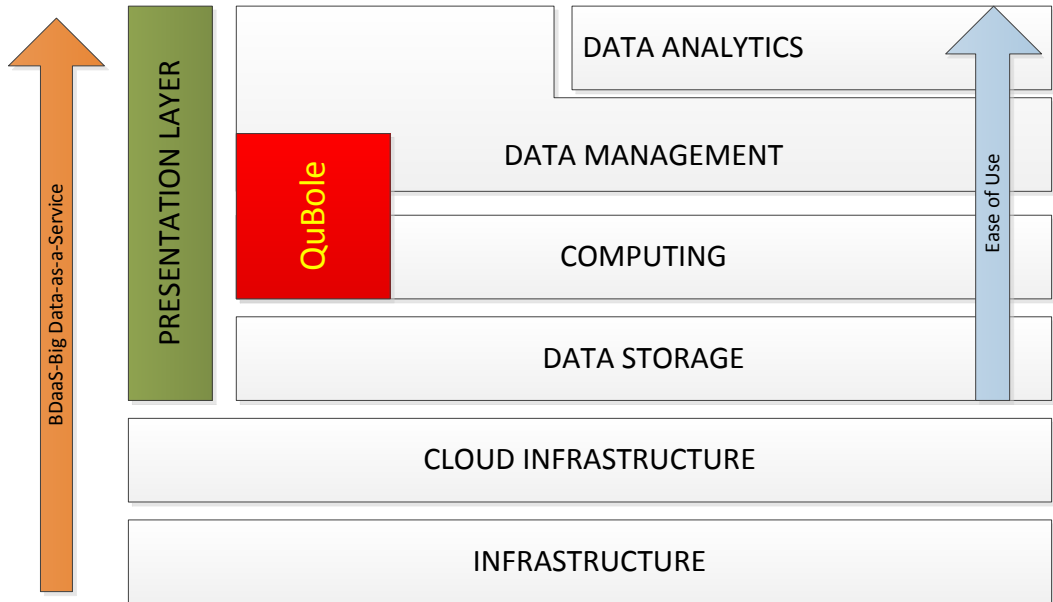 BDaaS-Big Data-as-a-Service
PRESENTATION LAYER
DATA ANALYTICS
DATA MANAGEMENT
QuBole
COMPUTING
Ease of Use
DATA STORAGE
CLOUD INFRASTRUCTURE
INFRASTRUCTURE